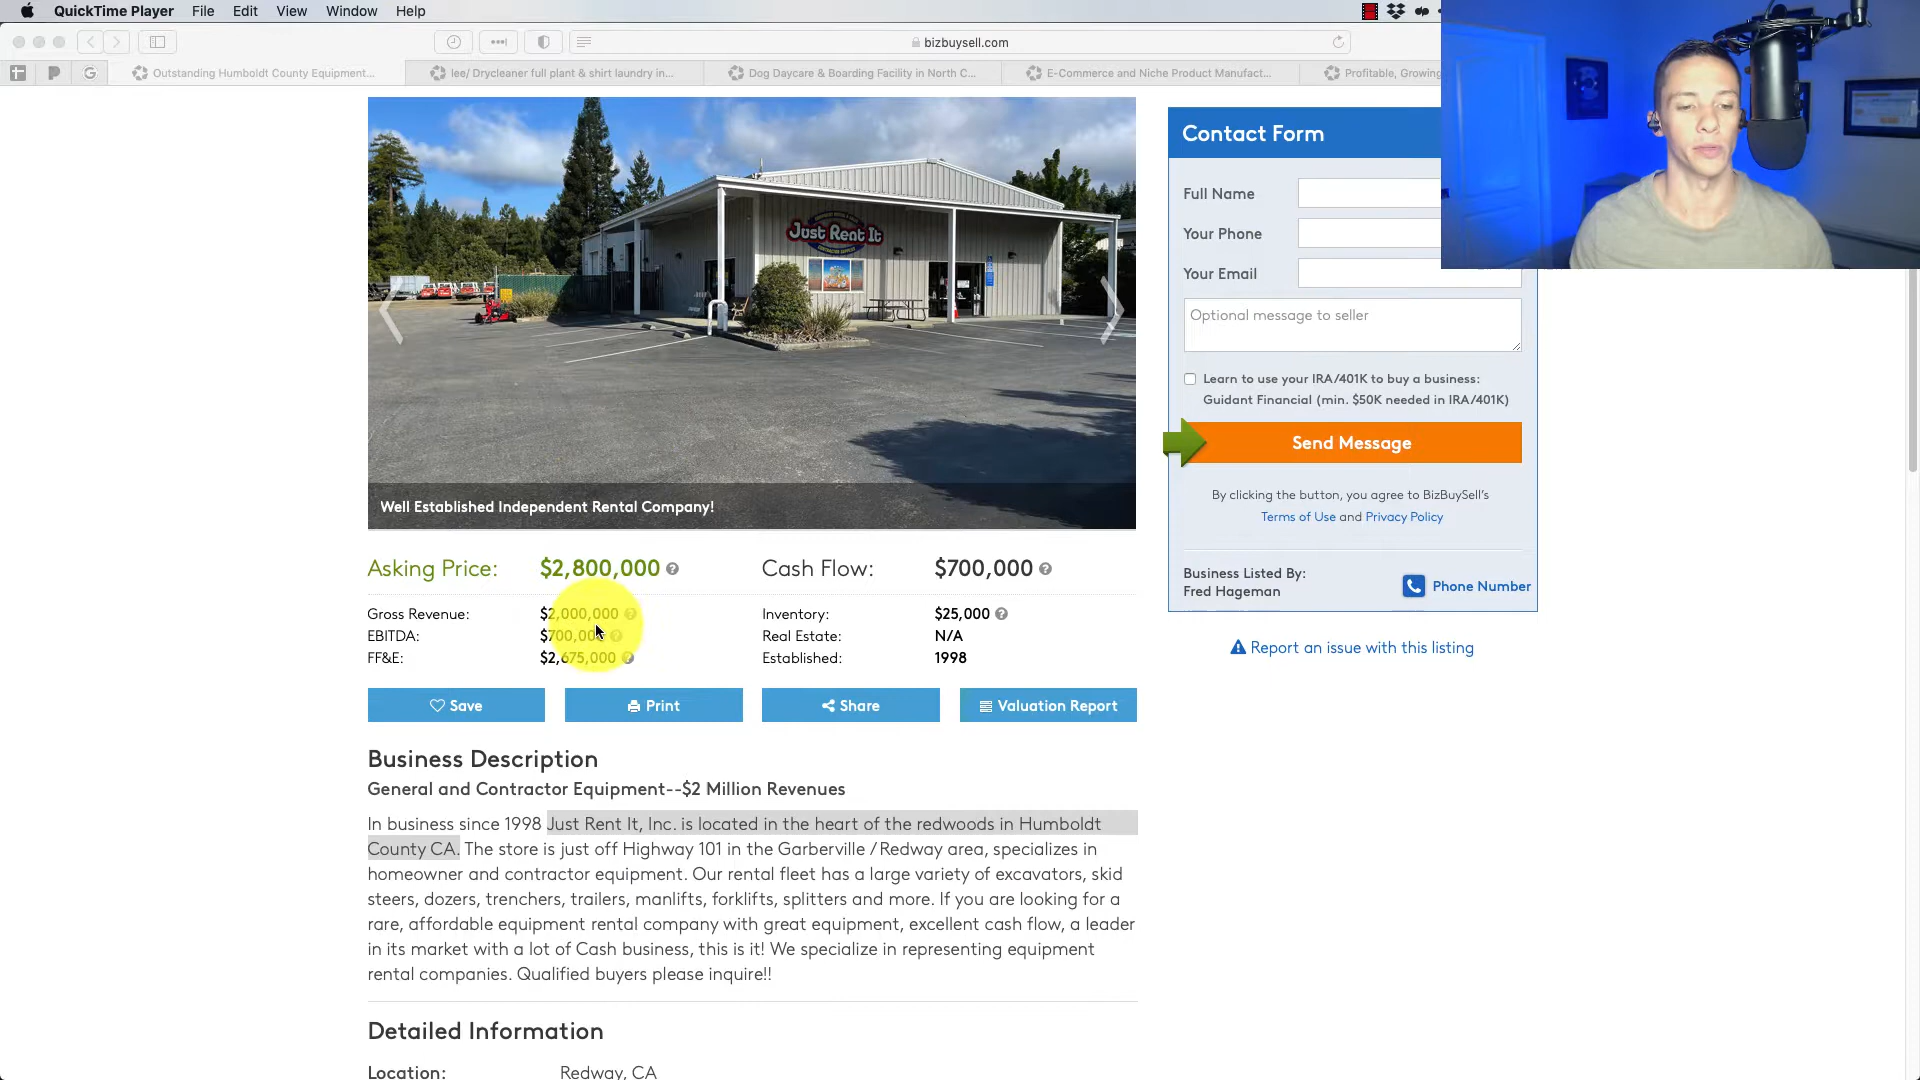 QuickTime Player File Edit View Window Help
bizbuysell.com
Outstanding Humboldt County Equipment...
lee/ Drycleaner full plant & shirt laundry in...
Dog Daycare & Boarding Facility in North C...
E-Commerce and Niche Product Manufact...
Profitable, Growing
Just Rent It
Well Established Independent Rental Company!
Asking Price: $2,800,000
Cash Flow: $700,000
Gross Revenue: $2,000,000
Inventory: $25,000
EBITDA: $700,000
Real Estate: N/A
FF&E: $2,675,000
Established: 1998
Save
Print
Share
Valuation Report
Business Description
General and Contractor Equipment--$2 Million Revenues
In business since 1998 Just Rent It, Inc. is located in the heart of the redwoods in Humboldt
County CA. The store is just off Highway 101 in the Garberville / Redway area, specializes in
homeowner and contractor equipment. Our rental fleet has a large variety of excavators, skid
steers, dozers, trenchers, trailers, manlifts, forklifts, splitters and more. If you are looking for a
rare, affordable equipment rental company with great equipment, excellent cash flow, a leader
in its market with a lot of Cash business, this is it! We specialize in representing equipment
rental companies. Qualified buyers please inquire!!
Detailed Information
Location: Redway, CA
Contact Form
Full Name
Your Phone
Your Email
Optional message to seller
Learn to use your IRA/401K to buy a business:
Guidant Financial (min. $50K needed in IRA/401K)
Send Message
By clicking the button, you agree to BizBuySell's
Terms of Use and Privacy Policy
Business Listed By:
Fred Hageman
Phone Number
Report an issue with this listing